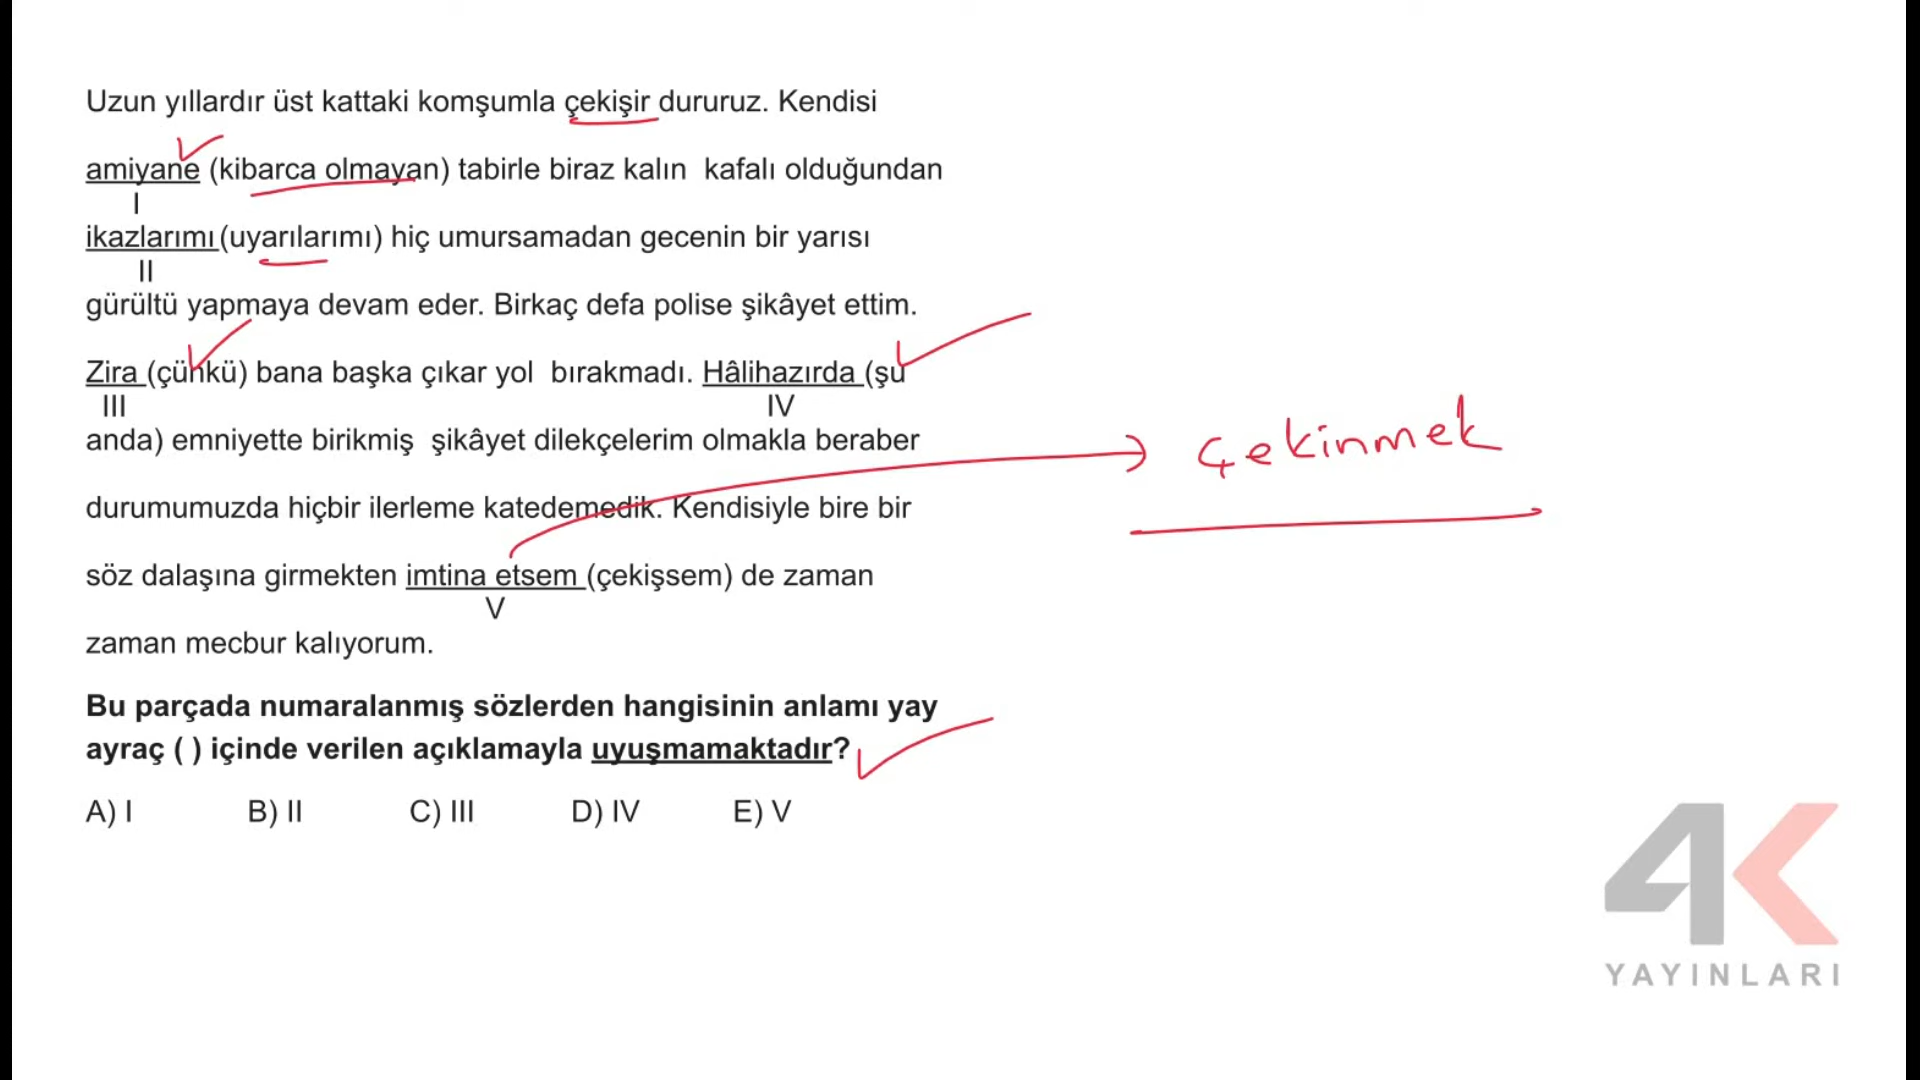 Uzun yıllardır üst kattaki komşumla çekişir dururuz. Kendisi
amiyane (kibarca olmayan) tabirle biraz kalın kafalı olduğundan
I
ikazlarımı (uyarılarımı) hiç umursamadan gecenin bir yarısı
II
gürültü yapmaya devam eder. Birkaç defa polise şikâyet ettim.
Zira (çünkü) bana başka çıkar yol bırakmadı. Hâlihazırda (şu
III IV
anda) emniyette birikmiş şikâyet dilekçelerim olmakla beraber
çekinmek
durumumuzda hiçbir ilerleme katedemedik. Kendisiyle bire bir
söz dalaşına girmekten imtina etsem (çekişsem) de zaman
V
zaman mecbur kalıyorum.
Bu parçada numaralanmış sözlerden hangisinin anlamı yay
ayraç ( ) içinde verilen açıklamayla uyuşmamaktadır?
A) I B) II C) III D) IV E) V
4K
YAYINLARI